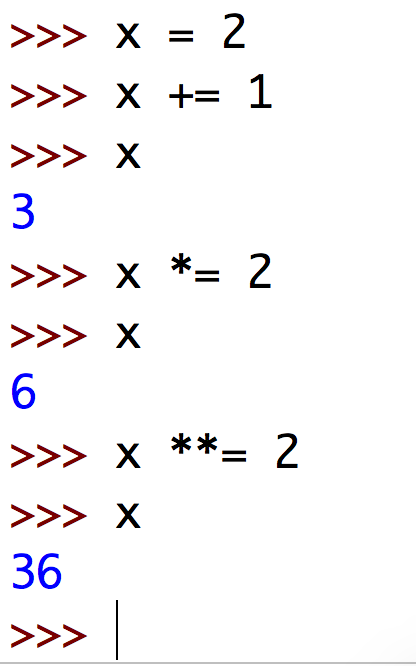 >>> x = 2
>>> x += 1
>>> x
3
>>> x *= 2
>>> x
6
>>> x **= 2
>>> x
36
>>>